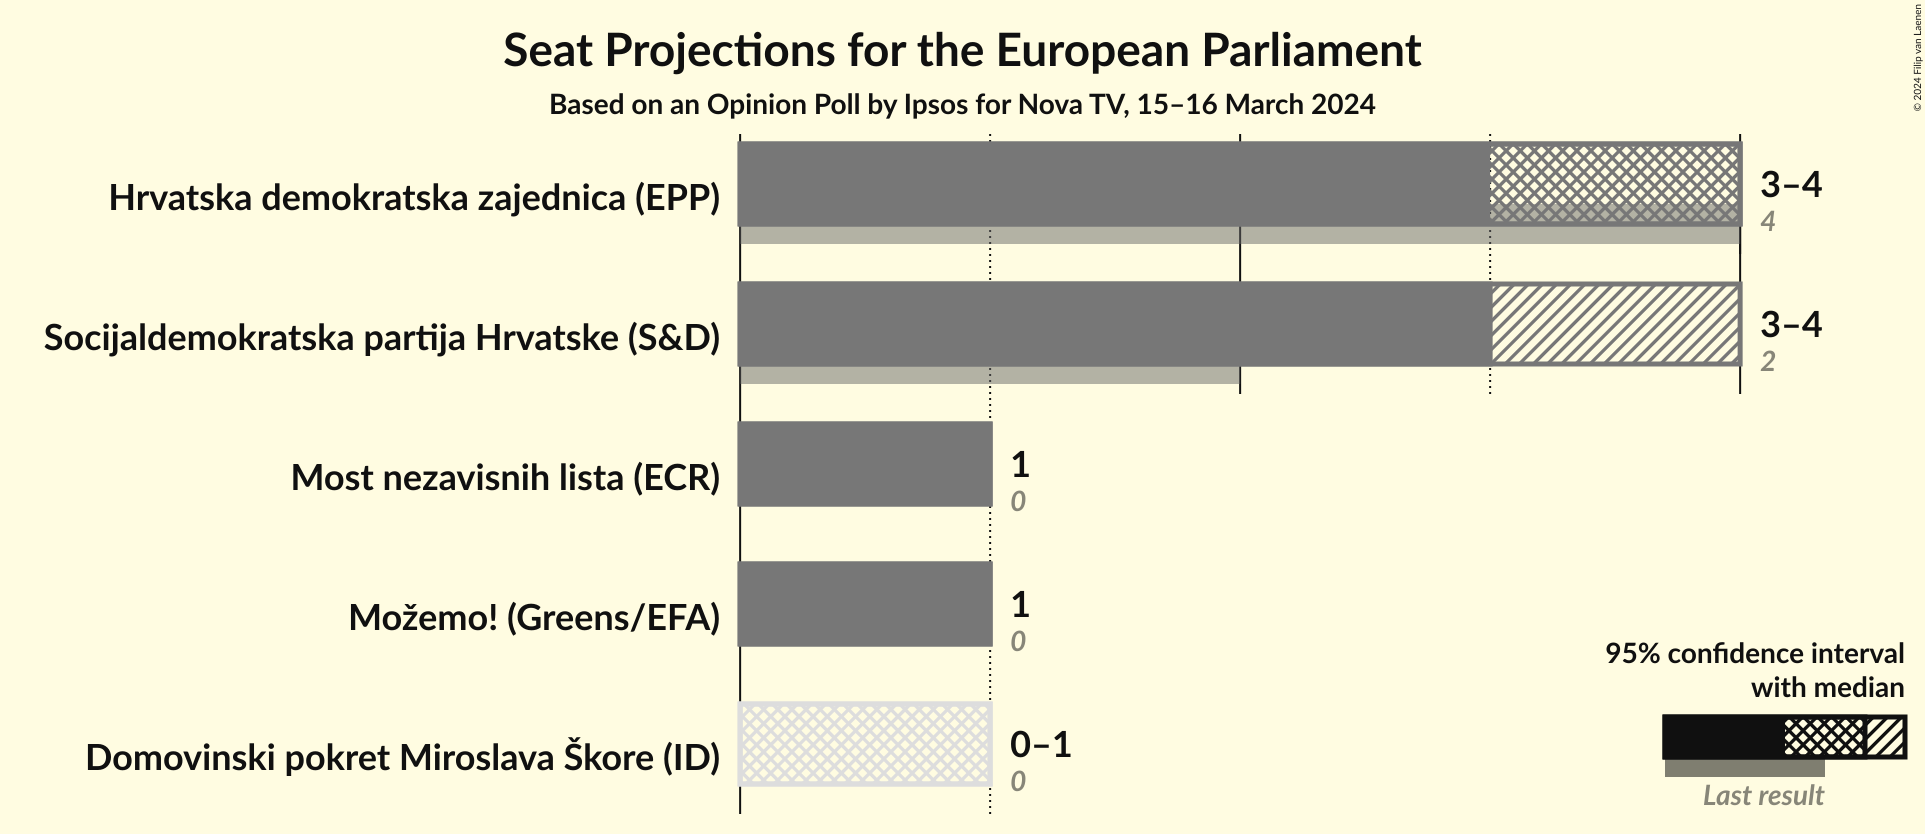 Seat Projections for the European Parliament
Based on an Opinion Poll by Ipsos for Nova TV, 15–16 March 2024
© 2024 Filip van Laenen
Hrvatska demokratska zajednica (EPP)
3–4
4
Socijaldemokratska partija Hrvatske (S&D)
3–4
2
Most nezavisnih lista (ECR)
1
0
Možemo! (Greens/EFA)
1
0
Domovinski pokret Miroslava Škore (ID)
0–1
0
95% confidence interval
with median
Last result